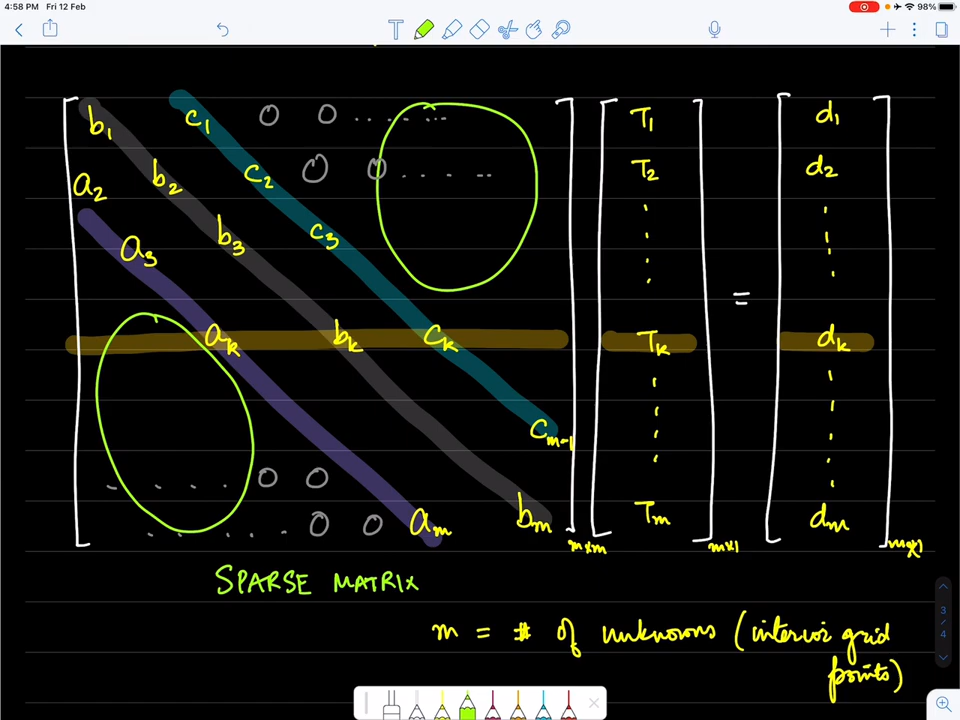 4:58 PM Fri 12 Feb 98%
T
b₁ c₁ 0 0 ........ T₁ d₁
a₂ b₂ c₂ 0 0 ..... T₂ d₂
a₃ b₃ c₃
=
aₖ bₖ cₖ Tₖ dₖ
cₘ₋₁
. . . . . 0 0
. . . . . 0 0 aₘ bₘ Tₘ dₘ
m×m m×1 m×1
SPARSE MATRIX
m = # of unknowns (interior grid
points)
3
/
4